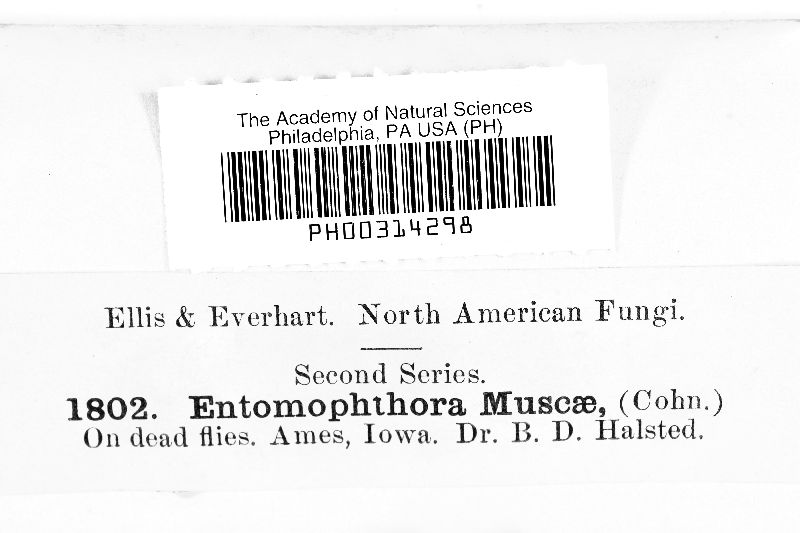 The Academy of Natural Sciences
Philadelphia, PA USA (PH)
PH00314298
Ellis & Everhart. North American Fungi.
Second Series.
1802. Entomophthora Muscæ, (Cohn.)
On dead flies. Ames, Iowa. Dr. B. D. Halsted.